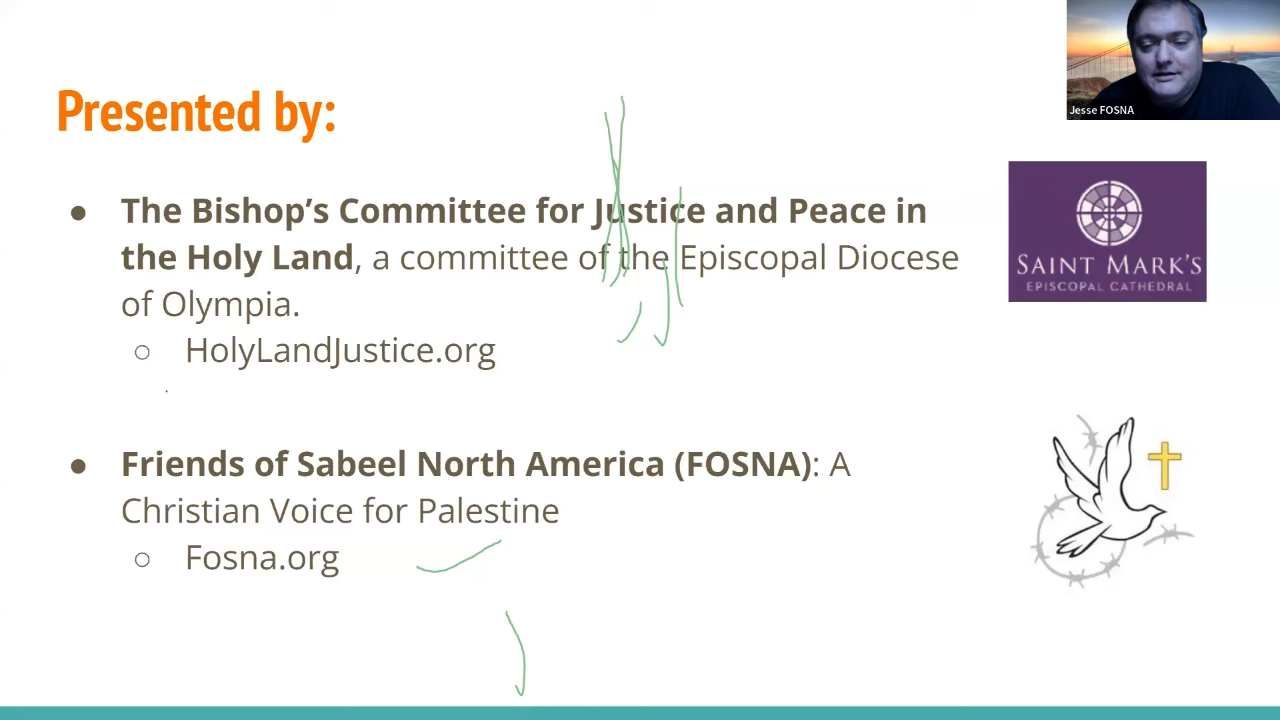 Presented by:
Jesse FOSNA
● The Bishop's Committee for Justice and Peace in
the Holy Land, a committee of the Episcopal Diocese
of Olympia.
○ HolyLandJustice.org
SAINT MARK'S
EPISCOPAL CATHEDRAL
● Friends of Sabeel North America (FOSNA): A
Christian Voice for Palestine
○ Fosna.org